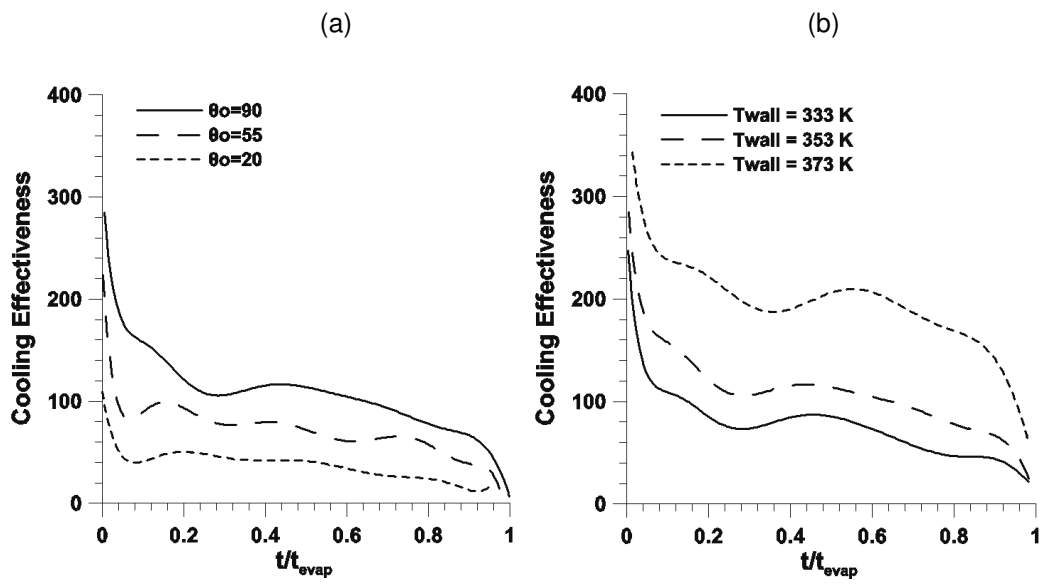 (a)
400
300
200
100
0
Cooling Effectiveness
θo=90
θo=55
θo=20
0 0.2 0.4 0.6 0.8 1
t/tevap
(b)
400
300
200
100
0
Cooling Effectiveness
Twall = 333 K
Twall = 353 K
Twall = 373 K
0 0.2 0.4 0.6 0.8 1
t/tevap